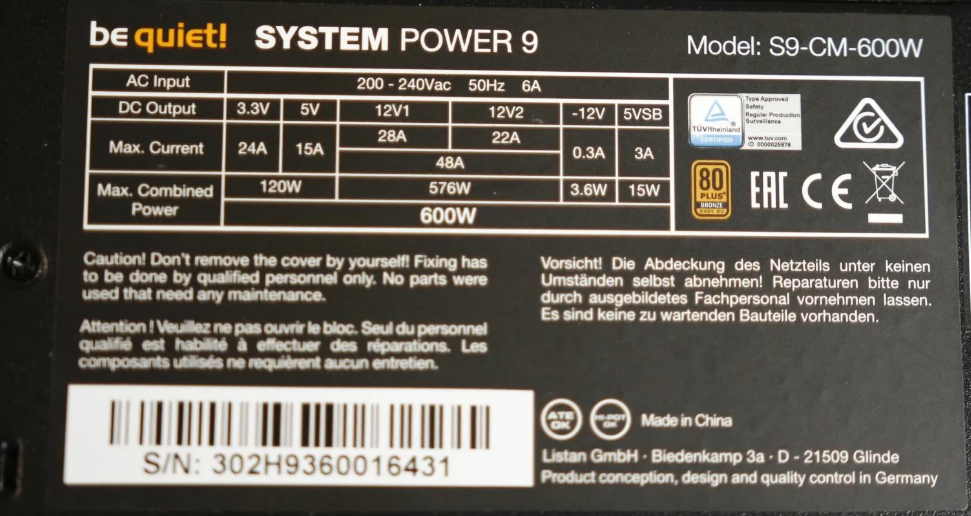 be quiet! SYSTEM POWER 9
Model: S9-CM-600W
AC Input 200 - 240Vac 50Hz 6A
DC Output 3.3V 5V 12V1 12V2 -12V 5VSB
Max. Current 24A 15A 28A 22A 0.3A 3A
48A
Max. Combined Power 120W 576W 3.6W 15W
600W
TÜVRheinland
CERTIFIED
Type Approved
Safety
Regular Production
Surveillance
www.tuv.com
ID 0000025876
80
PLUS
BRONZE
230V EU
EAC CE
Caution! Don't remove the cover by yourself! Fixing has
to be done by qualified personnel only. No parts were
used that need any maintenance.
Attention ! Veuillez ne pas ouvrir le bloc. Seul du personnel
qualifié est habilité à effectuer des réparations. Les
composants utilisés ne requièrent aucun entretien.
Vorsicht! Die Abdeckung des Netzteils unter keinen
Umständen selbst abnehmen! Reparaturen bitte nur
durch ausgebildetes Fachpersonal vornehmen lassen.
Es sind keine zu wartenden Bauteile vorhanden.
S/N: 302H9360016431
ATE
OK
HI-POT
OK
Made in China
Listan GmbH · Biedenkamp 3a · D - 21509 Glinde
Product conception, design and quality control in Germany